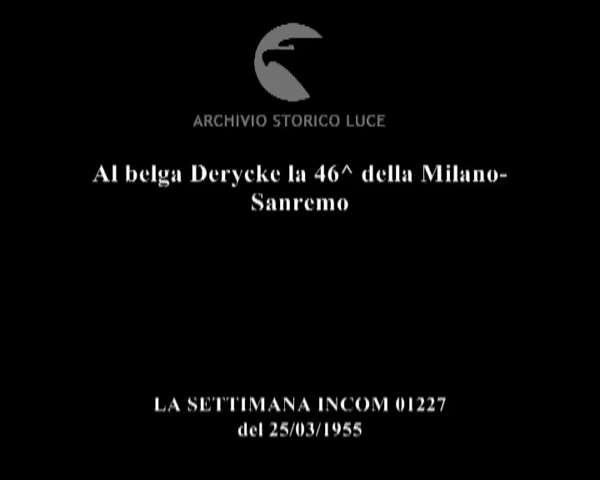 ARCHIVIO STORICO LUCE
Al belga Derycke la 46^ della Milano-
Sanremo
LA SETTIMANA INCOM 01227
del 25/03/1955